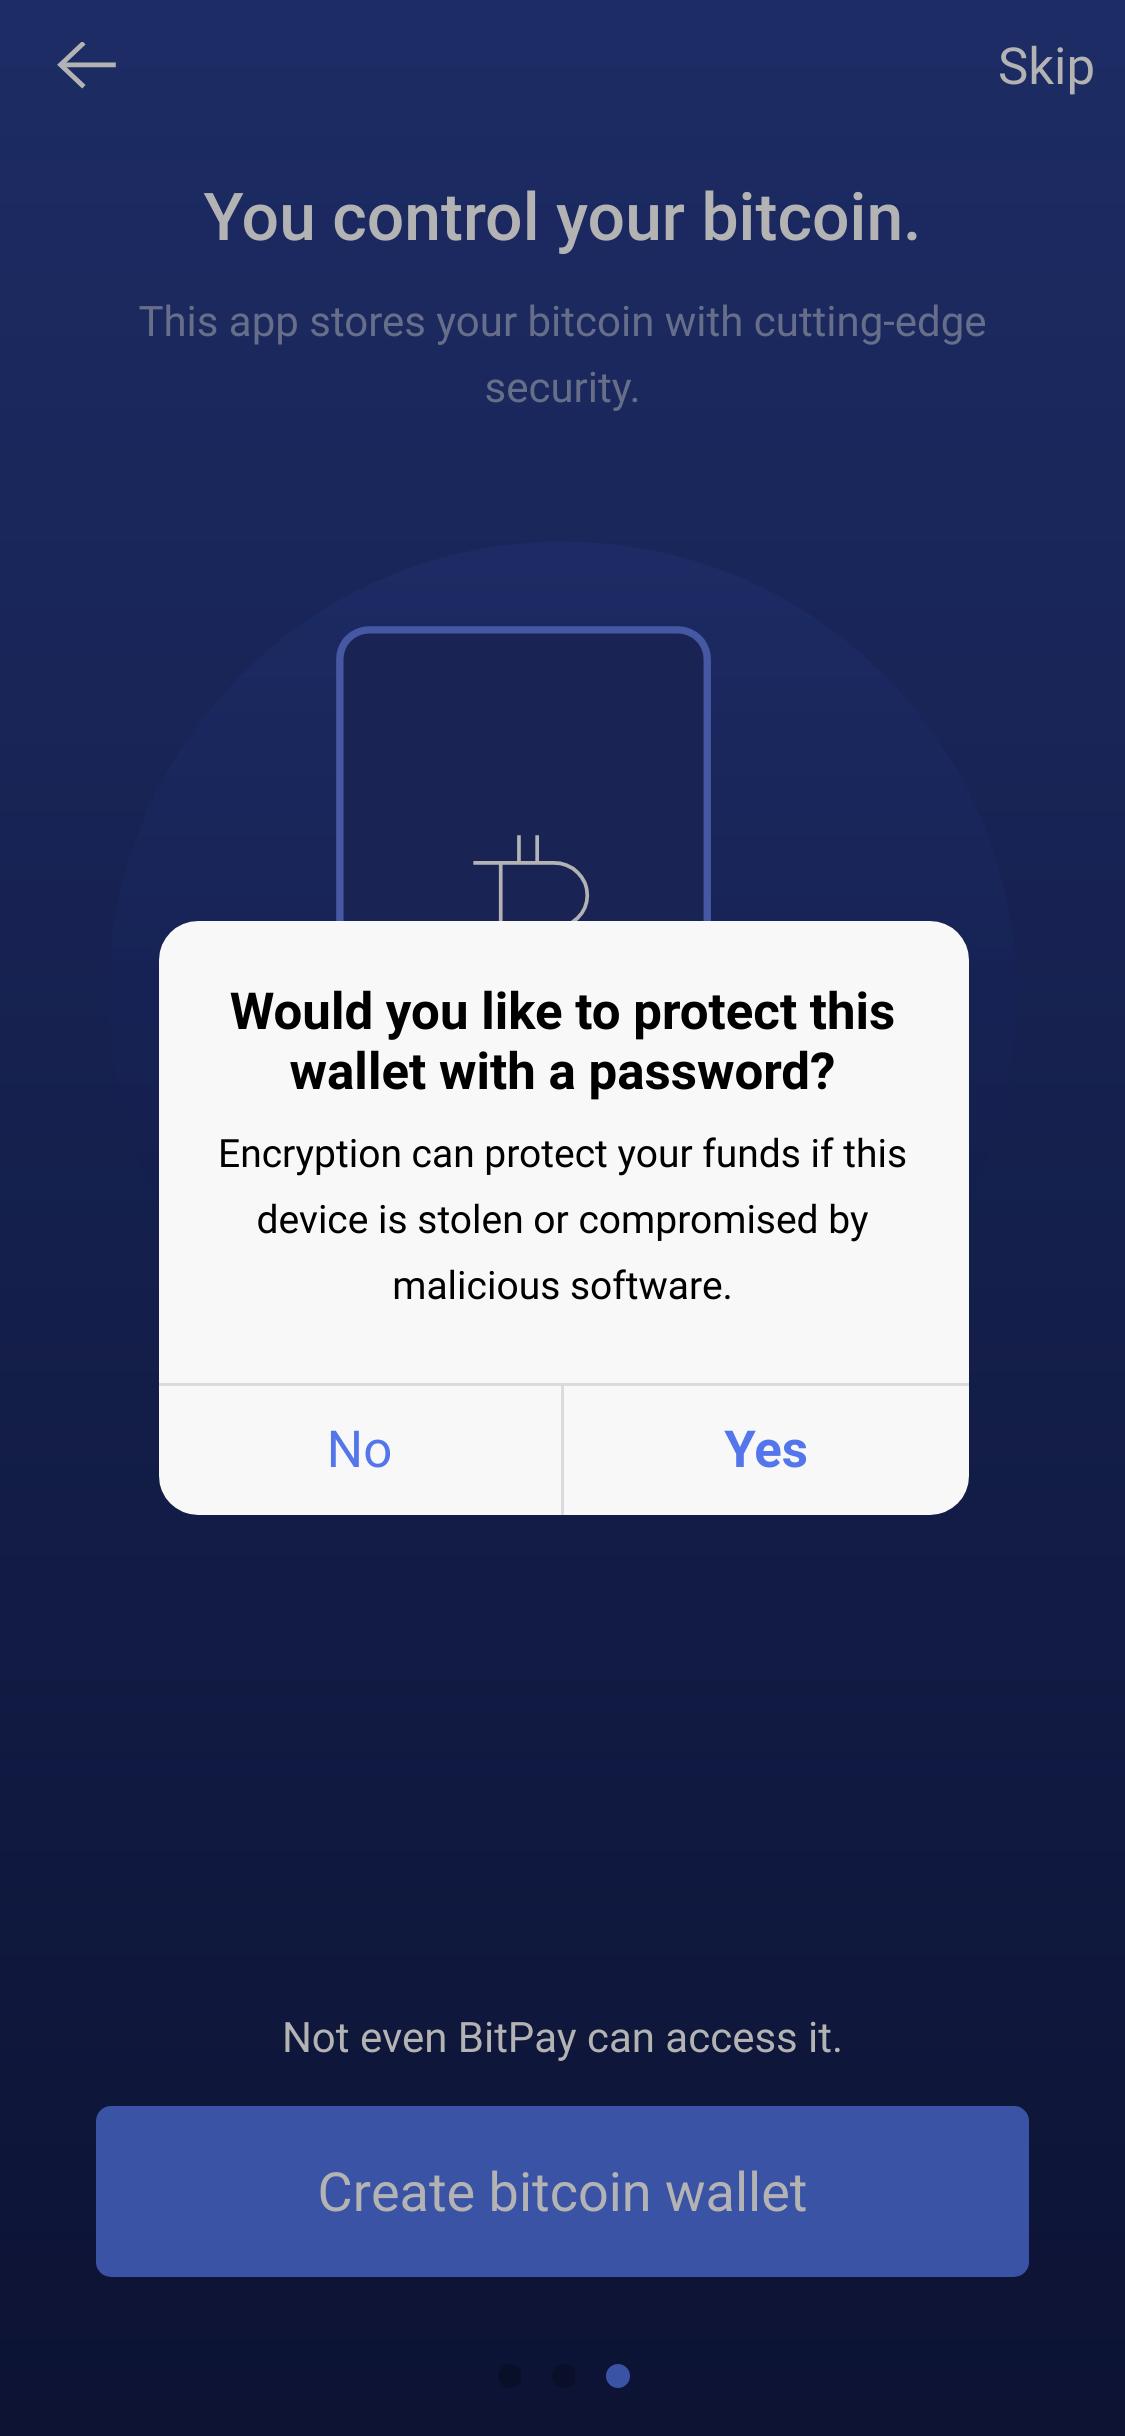 Skip
You control your bitcoin.
This app stores your bitcoin with cutting-edge
security.
Would you like to protect this
wallet with a password?
Encryption can protect your funds if this
device is stolen or compromised by
malicious software.
No
Yes
Not even BitPay can access it.
Create bitcoin wallet